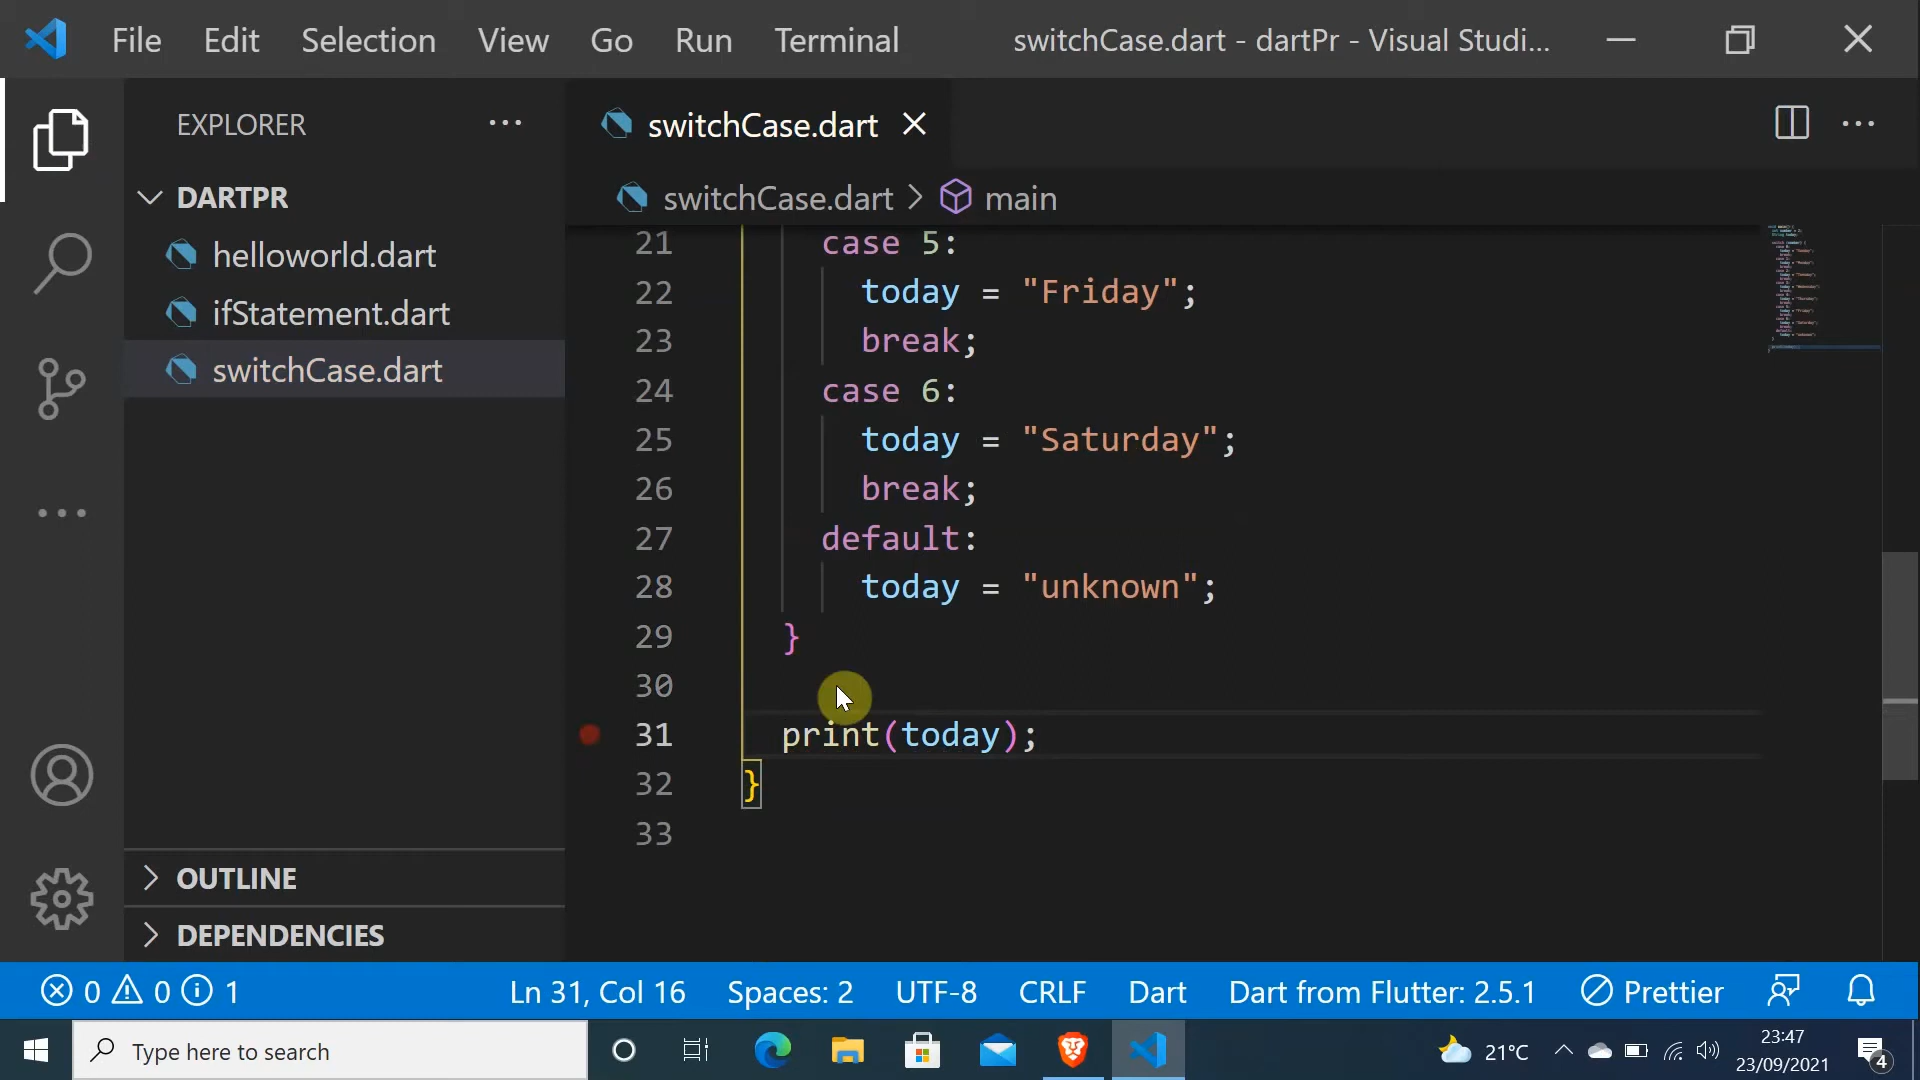 File Edit Selection View Go Run Terminal switchCase.dart - dartPr - Visual Studi...
EXPLORER
DARTPR
helloworld.dart
ifStatement.dart
switchCase.dart
OUTLINE
DEPENDENCIES
switchCase.dart
switchCase.dart > main
21 case 5:
22 today = "Friday";
23 break;
24 case 6:
25 today = "Saturday";
26 break;
27 default:
28 today = "unknown";
29 }
30
31 print(today);
32 }
33
0 0 1 Ln 31, Col 16 Spaces: 2 UTF-8 CRLF Dart Dart from Flutter: 2.5.1 Prettier
Type here to search 21°C 23:47
23/09/2021 4